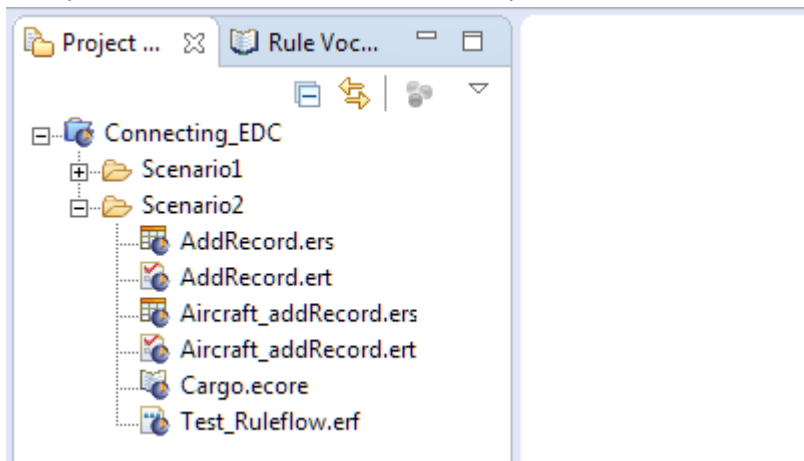 Project ... Rule Voc...
Connecting_EDC
Scenario1
Scenario2
AddRecord.ers
AddRecord.ert
Aircraft_addRecord.ers
Aircraft_addRecord.ert
Cargo.ecore
Test_Ruleflow.erf